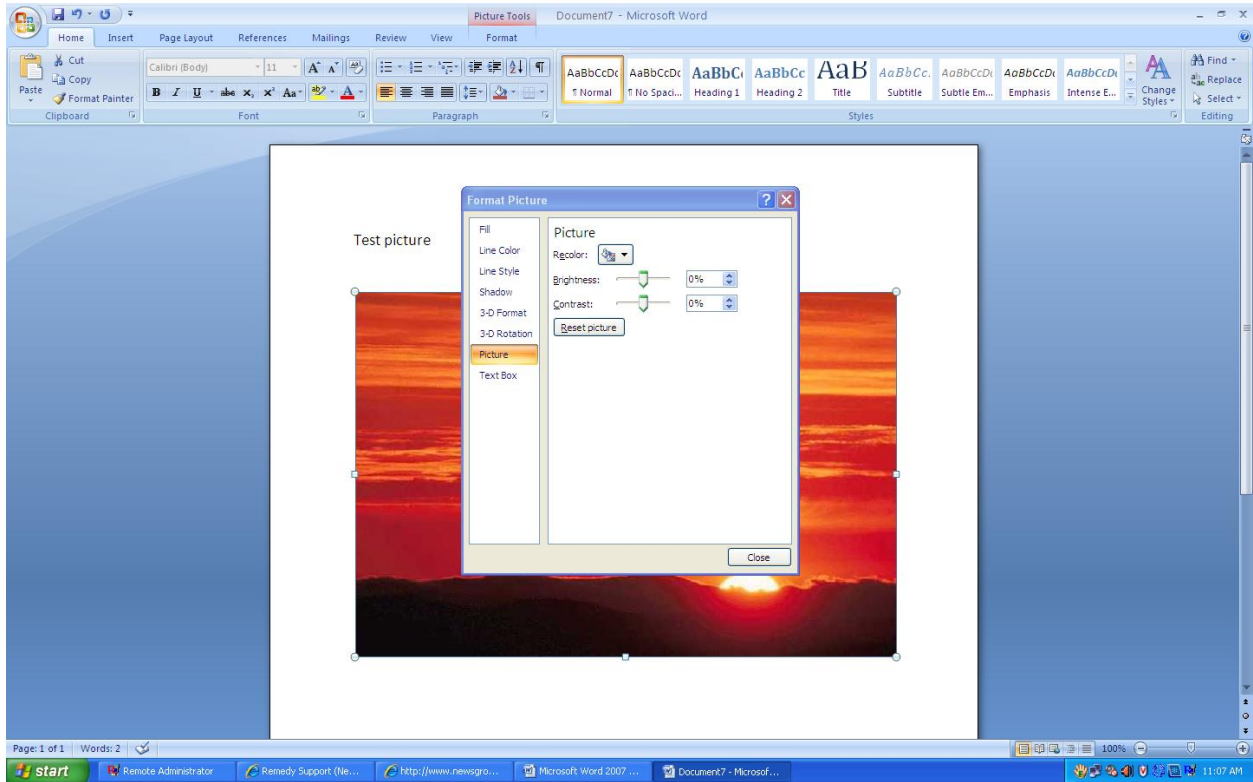 Picture Tools Document7 - Microsoft Word
Home Insert Page Layout References Mailings Review View Format
Paste
Cut
Copy
Format Painter
Clipboard
Calibri (Body) 11
B I U abc x₂ x² Aa ab A
Font
Paragraph
AaBbCcDc AaBbCcDc AaBbC AaBbCc AaB AaBbCc. AaBbCcDc AaBbCcDc AaBbCcDc
¶ Normal ¶ No Spaci... Heading 1 Heading 2 Title Subtitle Subtle Em... Emphasis Intense E...
Change Styles
Styles
Find
Replace
Select
Editing
Test picture
Format Picture
Fill
Line Color
Line Style
Shadow
3-D Format
3-D Rotation
Picture
Text Box
Picture
Recolor:
Brightness: 0%
Contrast: 0%
Reset picture
Close
Page: 1 of 1 Words: 2 100%
start Remote Administrator Remedy Support (Ne... http://www.newsgro... Microsoft Word 2007 ... Document7 - Microsof... 11:07 AM